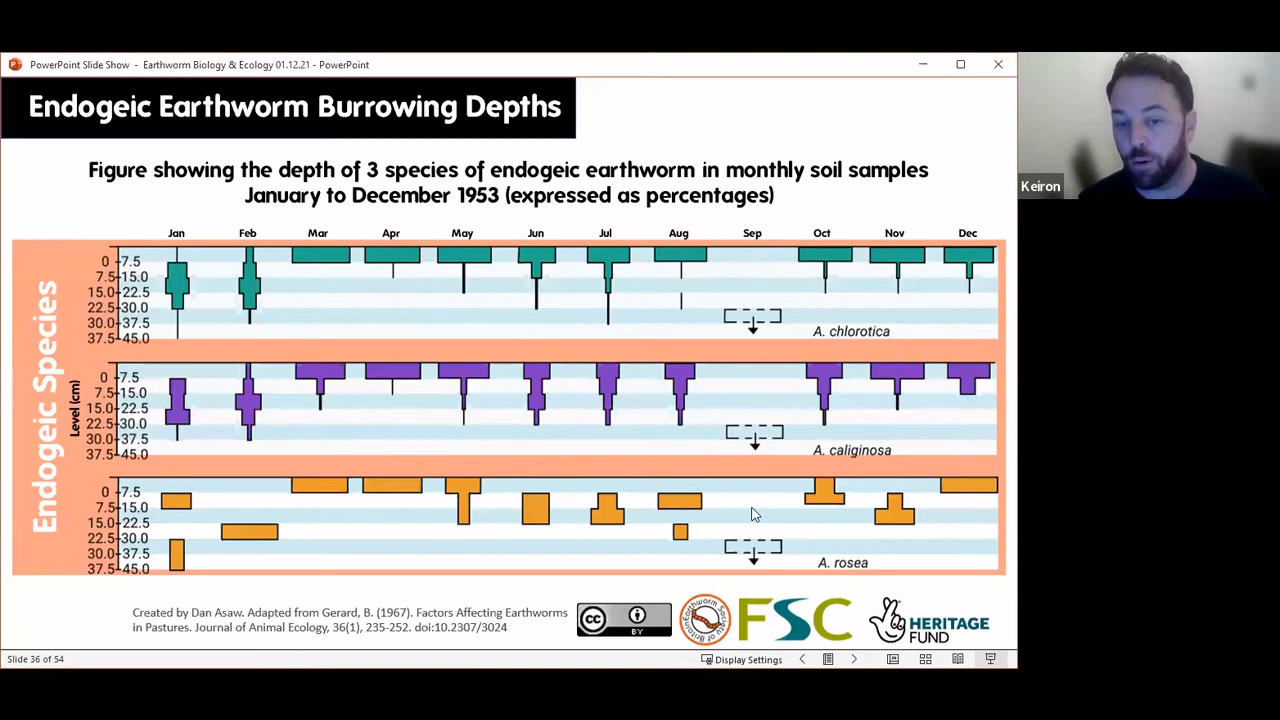 PowerPoint Slide Show - Earthworm Biology & Ecology 01.12.21 - PowerPoint
Endogeic Earthworm Burrowing Depths
Keiron
Figure showing the depth of 3 species of endogeic earthworm in monthly soil samples
January to December 1953 (expressed as percentages)
Jan Feb Mar Apr May Jun Jul Aug Sep Oct Nov Dec
Endogeic Species
Level (cm)
0 7.5
7.5 15.0
15.0 22.5
22.5 30.0
30.0 37.5
37.5 45.0
A. chlorotica
0 7.5
7.5 15.0
15.0 22.5
22.5 30.0
30.0 37.5
37.5 45.0
A. caliginosa
0 7.5
7.5 15.0
15.0 22.5
22.5 30.0
30.0 37.5
37.5 45.0
A. rosea
Created by Dan Asaw. Adapted from Gerard, B. (1967). Factors Affecting Earthworms
in Pastures. Journal of Animal Ecology, 36(1), 235-252. doi:10.2307/3024
cc
BY
Earthworm Society of Britain
FSC
HERITAGE
FUND
Slide 36 of 54
Display Settings